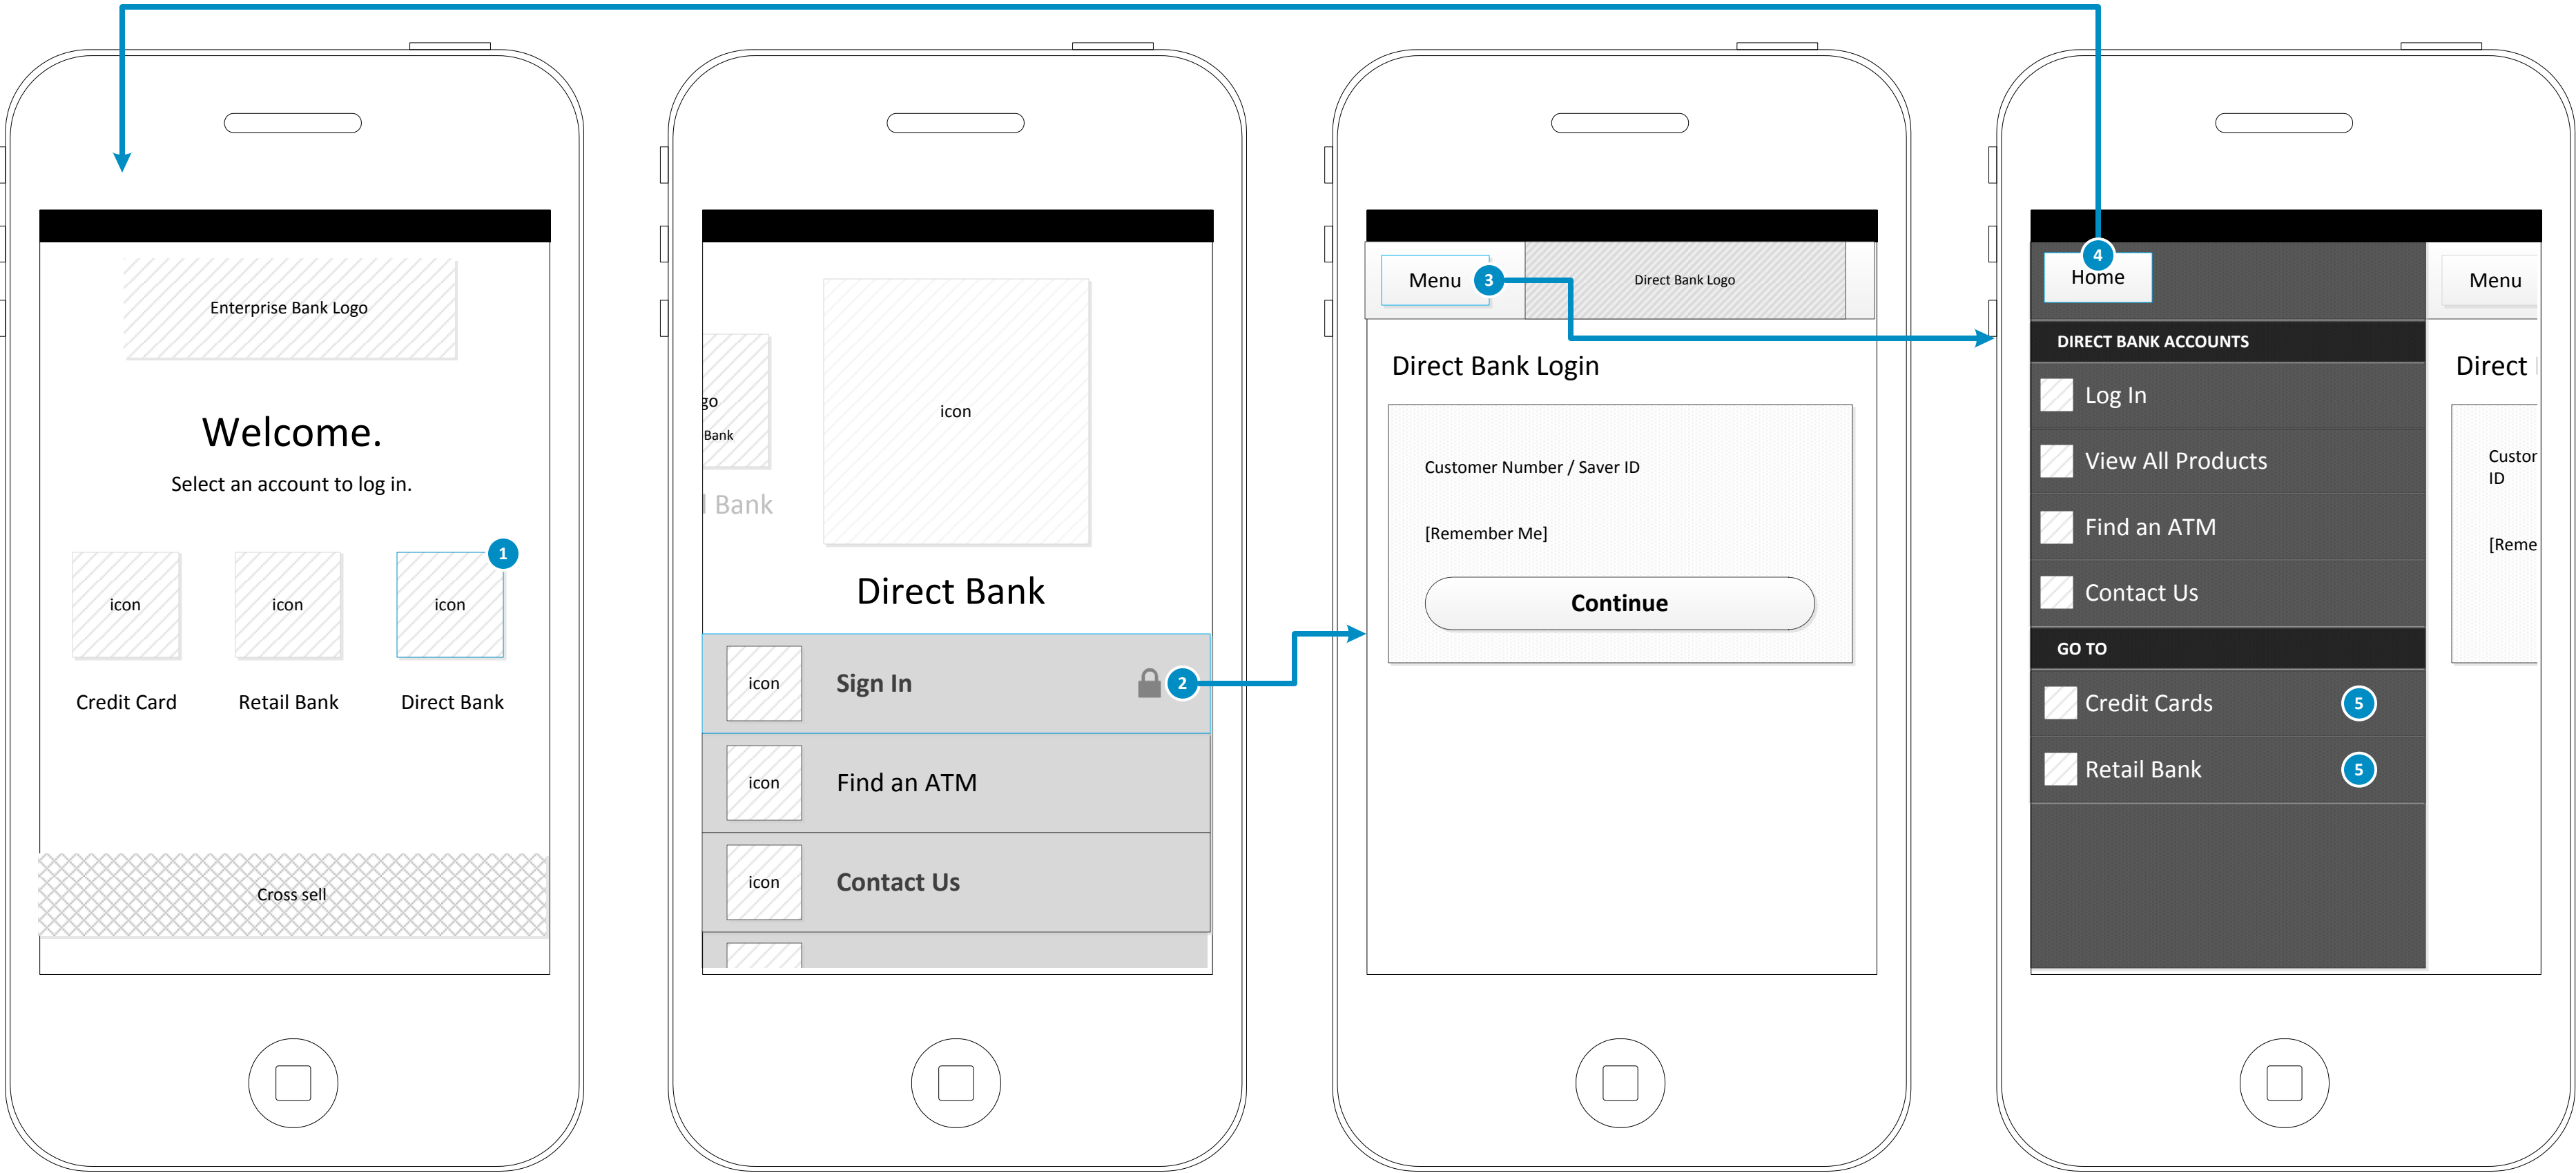 Enterprise Bank Logo
Welcome.
Select an account to log in.
1
icon
icon
icon
Credit Card
Retail Bank
Direct Bank
Cross sell
go
Bank
icon
l Bank
Direct Bank
icon
Sign In
2
icon
Find an ATM
icon
Contact Us
Menu
3
Direct Bank Logo
Direct Bank Login
Customer Number / Saver ID
[Remember Me]
Continue
4
Home
Menu
DIRECT BANK ACCOUNTS
Log In
View All Products
Find an ATM
Contact Us
GO TO
Credit Cards
5
Retail Bank
5
Direct
Custor
ID
[Reme